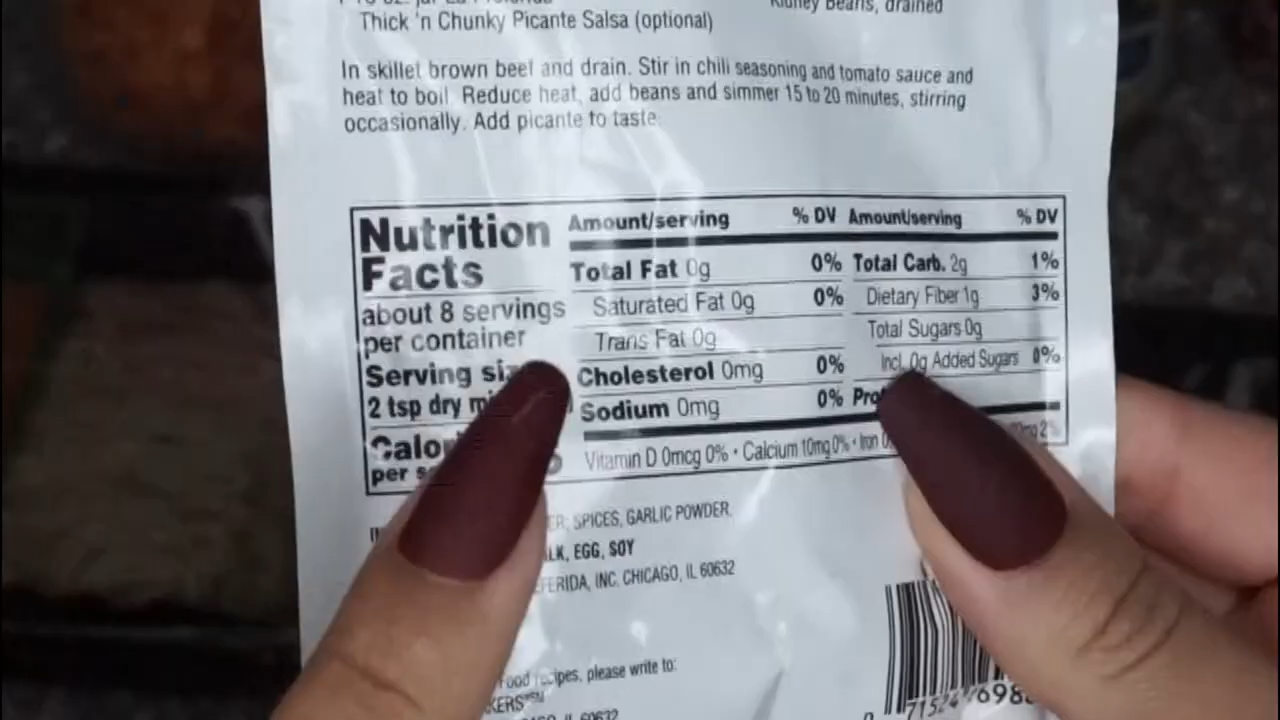 Thick 'n Chunky Picante Salsa (optional)
Kidney Beans, drained
In skillet brown beef and drain. Stir in chili seasoning and tomato sauce and
heat to boil. Reduce heat, add beans and simmer 15 to 20 minutes, stirring
occasionally. Add picante to taste.
Nutrition
Facts
about 8 servings
per container
Serving
2 tsp dry
per
Amount/serving % DV
Total Fat 0g 0%
Saturated Fat 0g 0%
Trans Fat 0g
Cholesterol 0mg 0%
Sodium 0mg 0%
Amount/serving % DV
Total Carb. 2g 1%
Dietary Fiber 1g 3%
Total Sugars 0g
Incl. 0g Added Sugars 0%
Vitamin D 0mcg 0% • Calcium 10mg 0% • Iron
SPICES, GARLIC POWDER.
EGG, SOY
INC. CHICAGO, IL 60632
recipes, please write to:
IL 60632